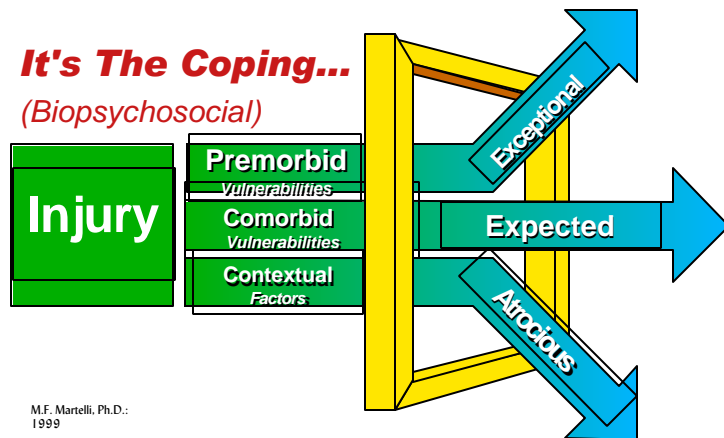 It's The Coping...
(Biopsychosocial)
Injury
Premorbid
Vulnerabilities
Comorbid
Vulnerabilities
Contextual
Factors
Exceptional
Expected
Atrocious
M.F. Martelli, Ph.D.:
1999